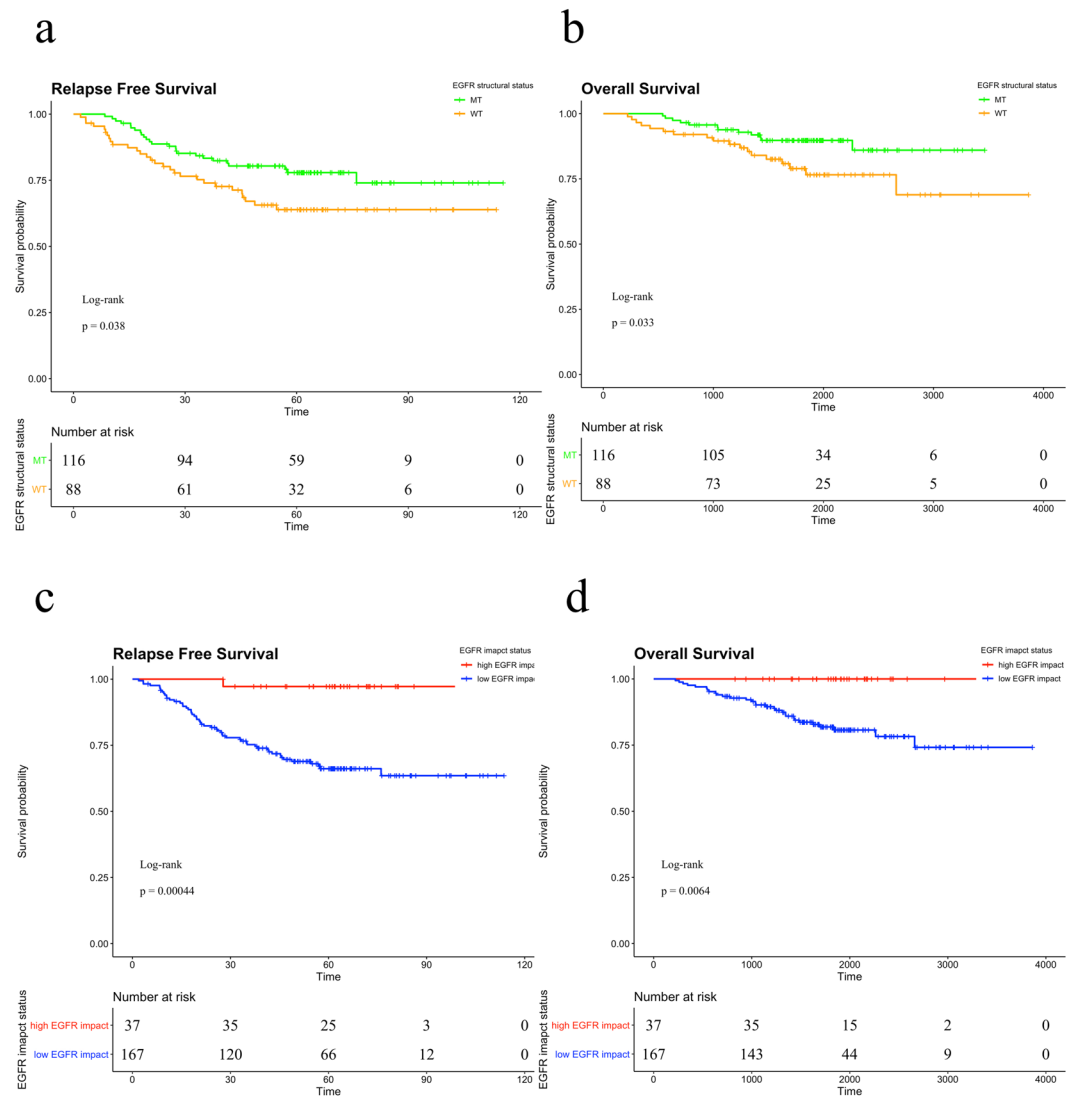 a
Relapse Free Survival
EGFR structural status
MT
WT
1.00
0.75
0.50
0.25
0.00
Survival probability
Log-rank
p = 0.038
0 30 60 90 120
Time
Number at risk
EGFR structural status
MT 116 94 59 9 0
WT 88 61 32 6 0
0 30 60 90 120
Time
b
Overall Survival
EGFR structural status
MT
WT
1.00
0.75
0.50
0.25
0.00
Survival probability
Log-rank
p = 0.033
0 1000 2000 3000 4000
Time
Number at risk
EGFR structural status
MT 116 105 34 6 0
WT 88 73 25 5 0
0 1000 2000 3000 4000
Time
c
Relapse Free Survival
EGFR imapct status
high EGFR impa
low EGFR impa
1.00
0.75
0.50
0.25
0.00
Survival probability
Log-rank
p = 0.00044
0 30 60 90 120
Time
Number at risk
EGFR imapct status
high EGFR impact 37 35 25 3 0
low EGFR impact 167 120 66 12 0
0 30 60 90 120
Time
d
Overall Survival
EGFR imapct status
high EGFR impact
low EGFR impact
1.00
0.75
0.50
0.25
0.00
Survival probability
Log-rank
p = 0.0064
0 1000 2000 3000 4000
Time
Number at risk
EGFR imapct status
high EGFR impact 37 35 15 2 0
low EGFR impact 167 143 44 9 0
0 1000 2000 3000 4000
Time